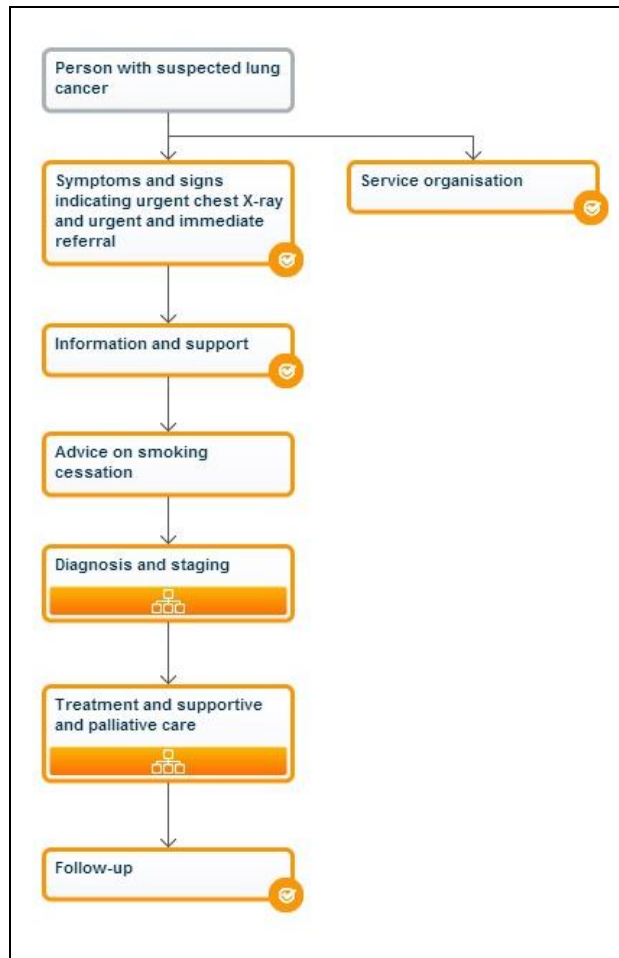 Person with suspected lung
cancer
Symptoms and signs
indicating urgent chest X-ray
and urgent and immediate
referral
Service organisation
Information and support
Advice on smoking
cessation
Diagnosis and staging
Treatment and supportive
and palliative care
Follow-up